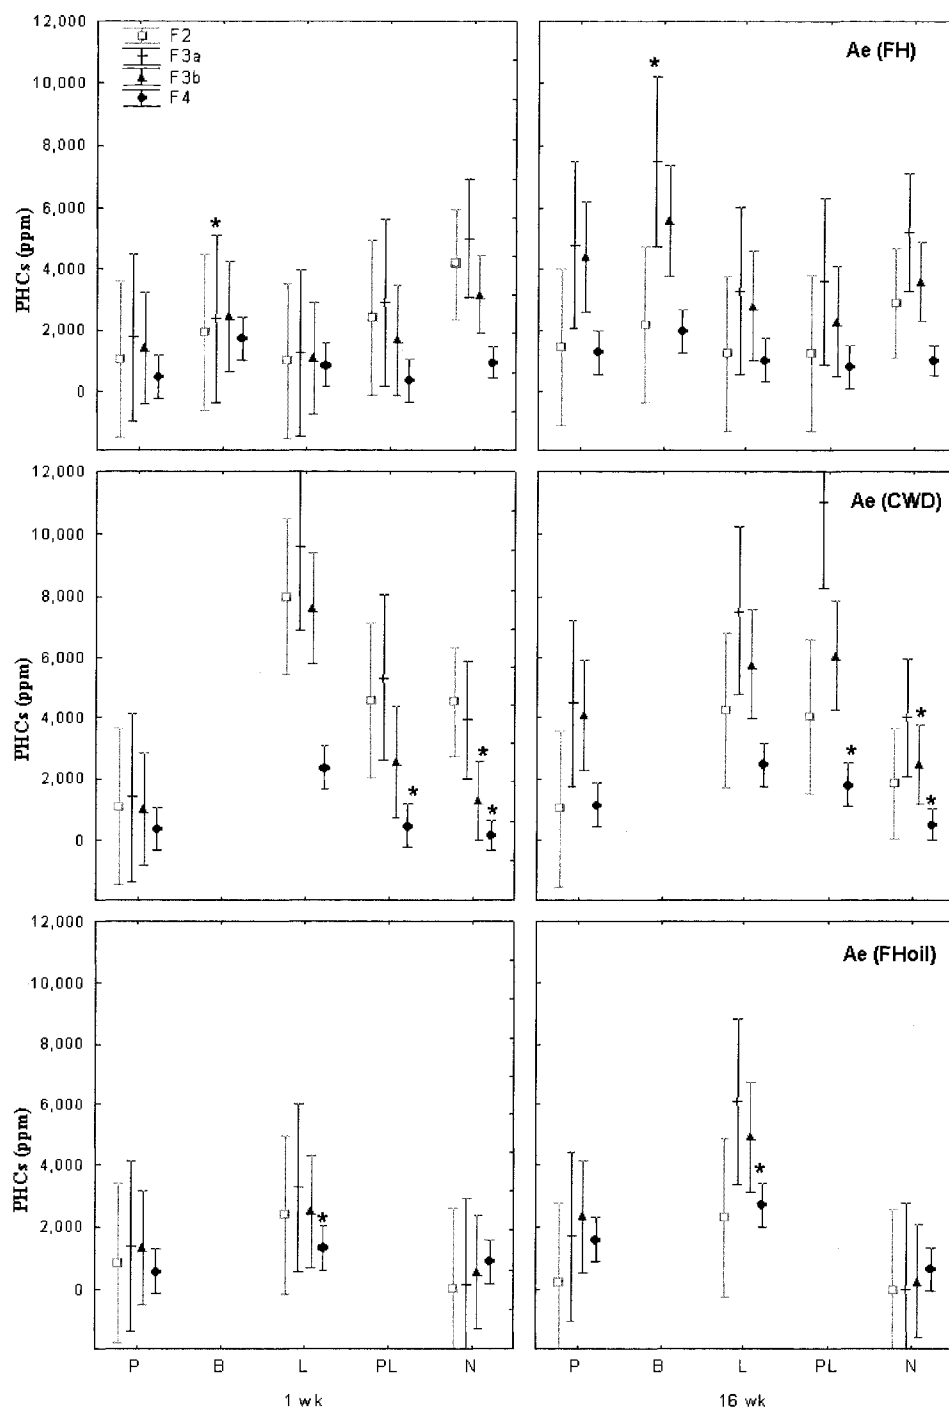 12,000
10,000
8,000
6,000
4,000
2,000
0
PHCs (ppm)
F2
F3a
F3b
F4
*
Ae (FH)
*
12,000
10,000
8,000
6,000
4,000
2,000
0
PHCs (ppm)
*
*
*
Ae (CWD)
*
*
*
12,000
10,000
8,000
6,000
4,000
2,000
0
PHCs (ppm)
*
Ae (FHoil)
*
P B L PL N P B L PL N
1 wk 16 wk